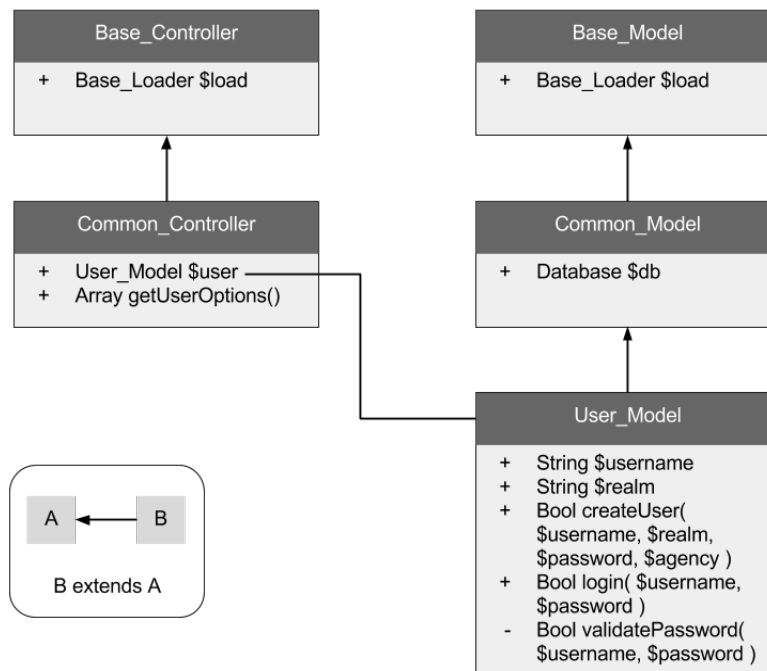 Base_Controller
+ Base_Loader $load
Base_Model
+ Base_Loader $load
Common_Controller
+ User_Model $user
+ Array getUserOptions()
Common_Model
+ Database $db
User_Model
+ String $username
+ String $realm
+ Bool createUser(
$username, $realm,
$password, $agency )
+ Bool login( $username,
$password )
- Bool validatePassword(
$username, $password )
A B
B extends A